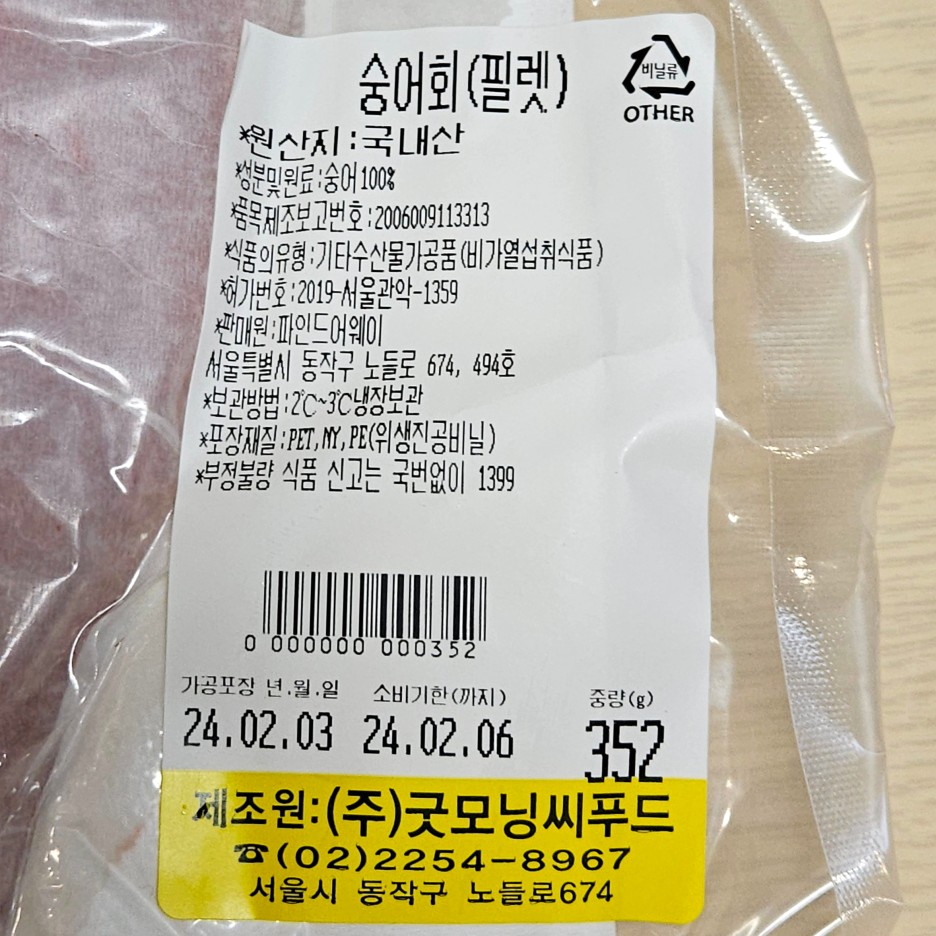 숭어회(필렛)
비닐류
OTHER
*원산지:국내산
*성분및원료:숭어100%
*품목제조보고번호:2006009113313
*식품의유형:기타수산물가공품(비가열섭취식품)
*허가번호:2019-서울관악-1359
*판매원:파인드어웨이
서울특별시 동작구 노들로 674, 494호
*보관방법:2℃~3℃냉장보관
*포장재질:PET,NY,PE(위생진공비닐)
*부정불량 식품 신고는 국번없이 1399
0 000000 000352
가공포장 년.월.일 소비기한(까지) 중량(g)
24.02.03 24.02.06 352
제조원:(주)굿모닝씨푸드
☎(02)2254-8967
서울시 동작구 노들로674